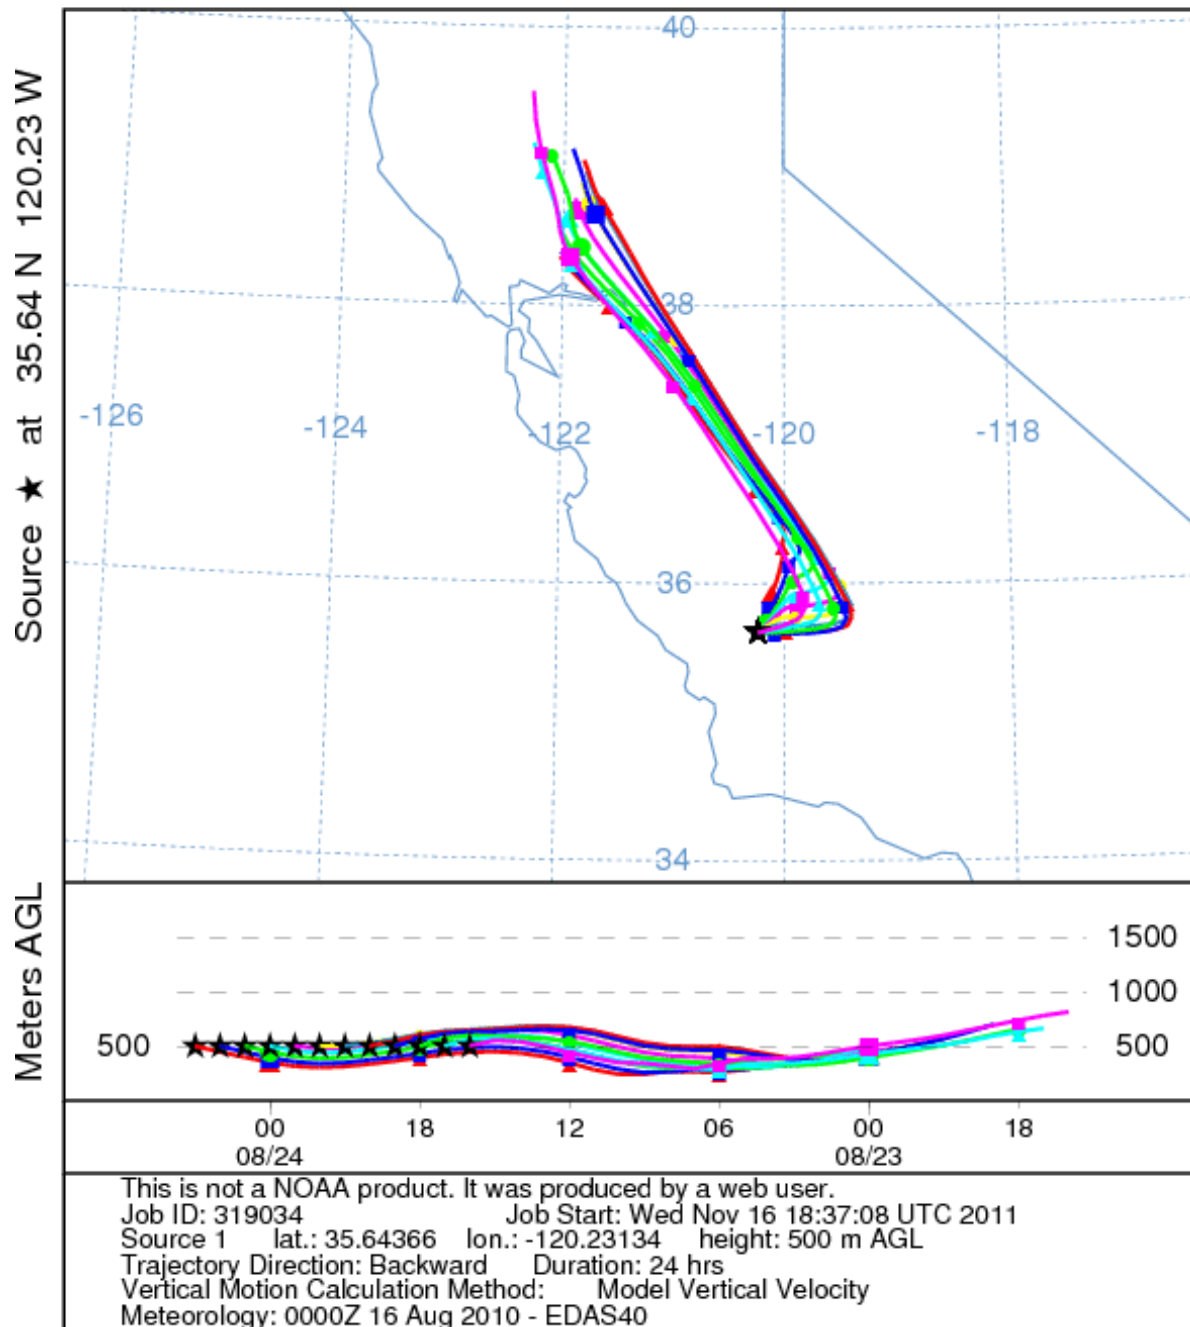 Source ★ at 35.64 N 120.23 W
40
38
-126
-124
-122
-120
-118
36
34
Meters AGL
1500
1000
500
500
00
18
12
06
00
18
08/24
08/23
This is not a NOAA product. It was produced by a web user.
Job ID: 319034 Job Start: Wed Nov 16 18:37:08 UTC 2011
Source 1 lat.: 35.64366 lon.: -120.23134 height: 500 m AGL
Trajectory Direction: Backward Duration: 24 hrs
Vertical Motion Calculation Method: Model Vertical Velocity
Meteorology: 0000Z 16 Aug 2010 - EDAS40